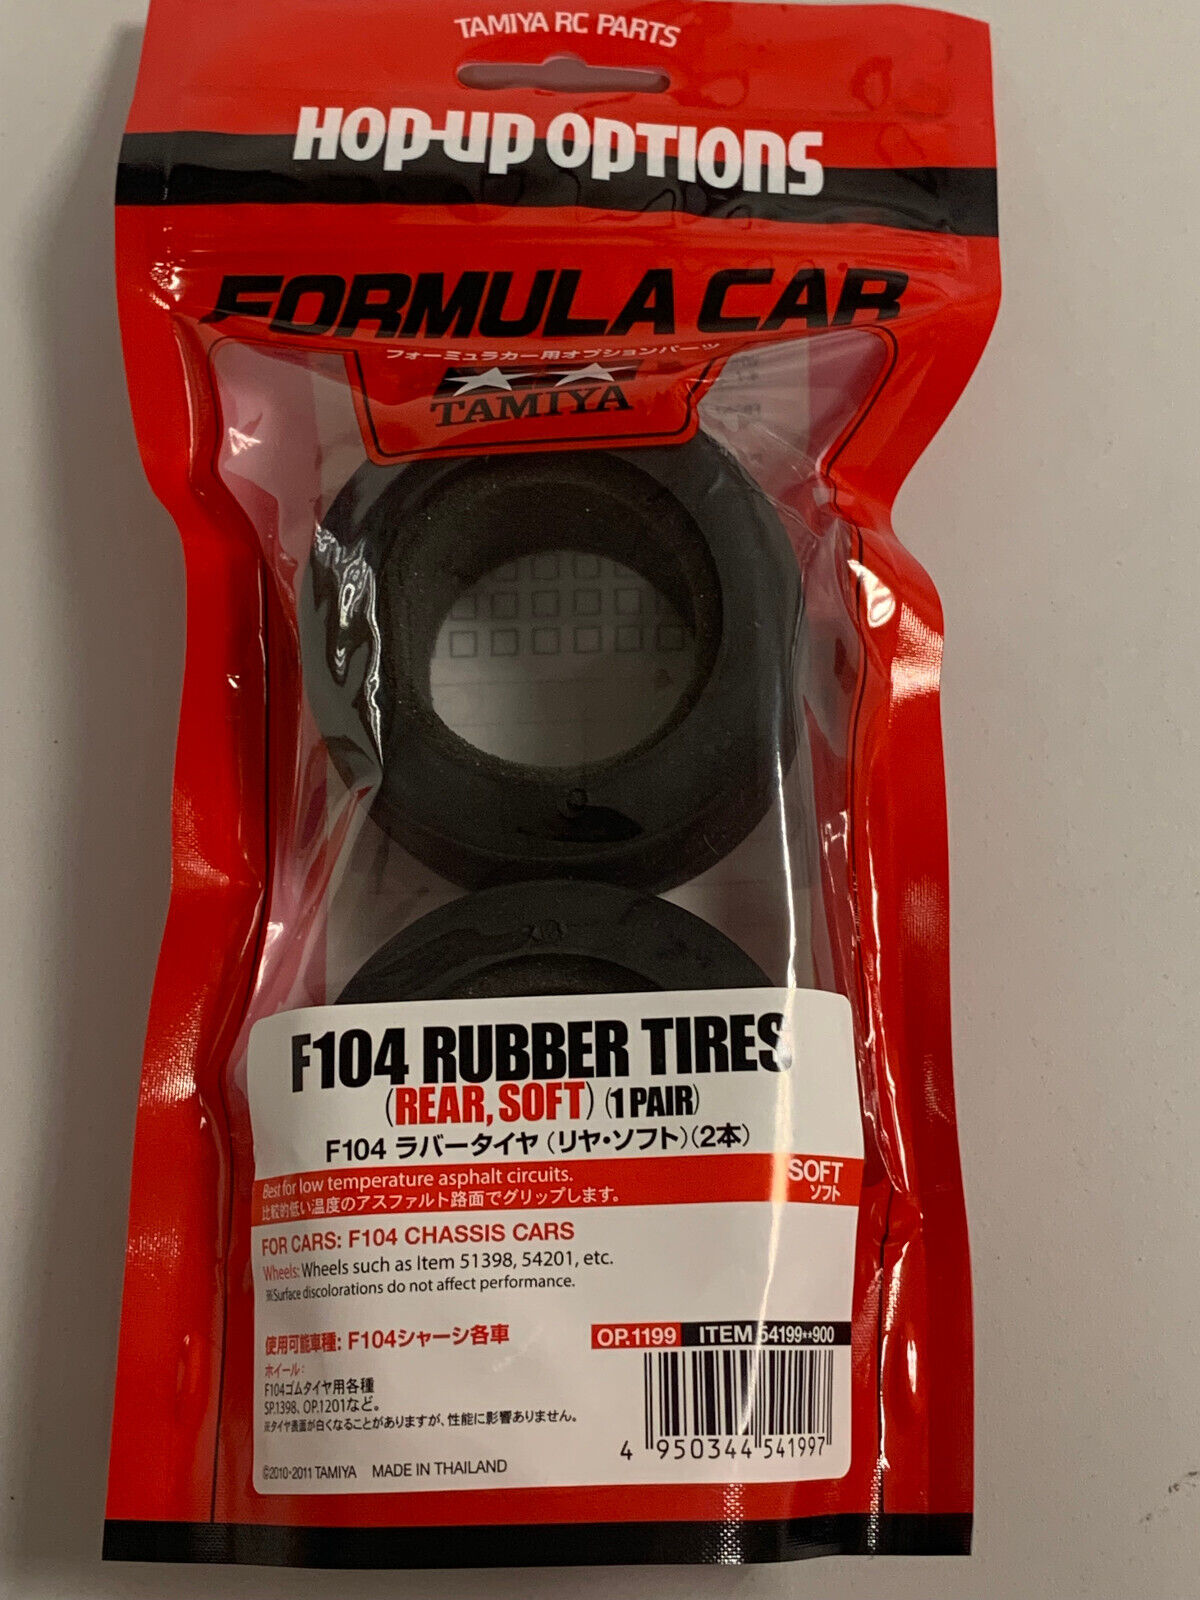 TAMIYA RC PARTS
HOP-UP OPTIONS
FORMULA CAR
フォーミュラカー用オプションパーツ
TAMIYA
F104 RUBBER TIRES
(REAR, SOFT) (1 PAIR)
F104 ラバータイヤ (リヤ・ソフト) (2本)
Best for low temperature asphalt circuits.
比較的低い温度のアスファルト路面でグリップします。
SOFT
ソフト
FOR CARS: F104 CHASSIS CARS
Wheels: Wheels such as Item 51398, 54201, etc.
※Surface discolorations do not affect performance.
使用可能車種: F104シャーシ各車
ホイール:
F104ゴムタイヤ用各種
SP.1398、OP.1201など。
※タイヤ表面が白くなることがありますが、性能に影響ありません。
OP.1199 ITEM 54199**900
4 950344 541997
©2010-2011 TAMIYA MADE IN THAILAND